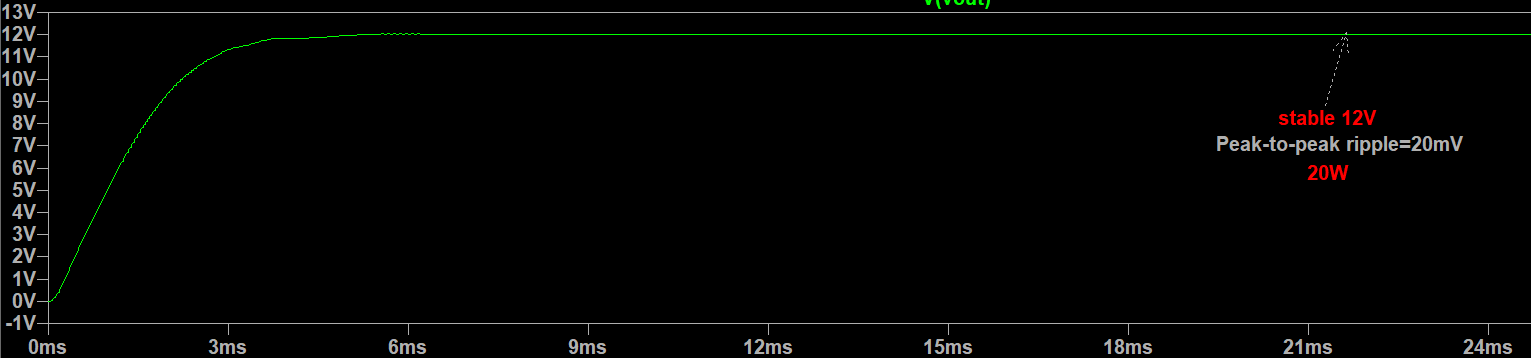 V(vout)
13V
12V
11V
10V
9V
8V
7V
6V
5V
4V
3V
2V
1V
0V
-1V
0ms 3ms 6ms 9ms 12ms 15ms 18ms 21ms 24ms
stable 12V
Peak-to-peak ripple=20mV
20W